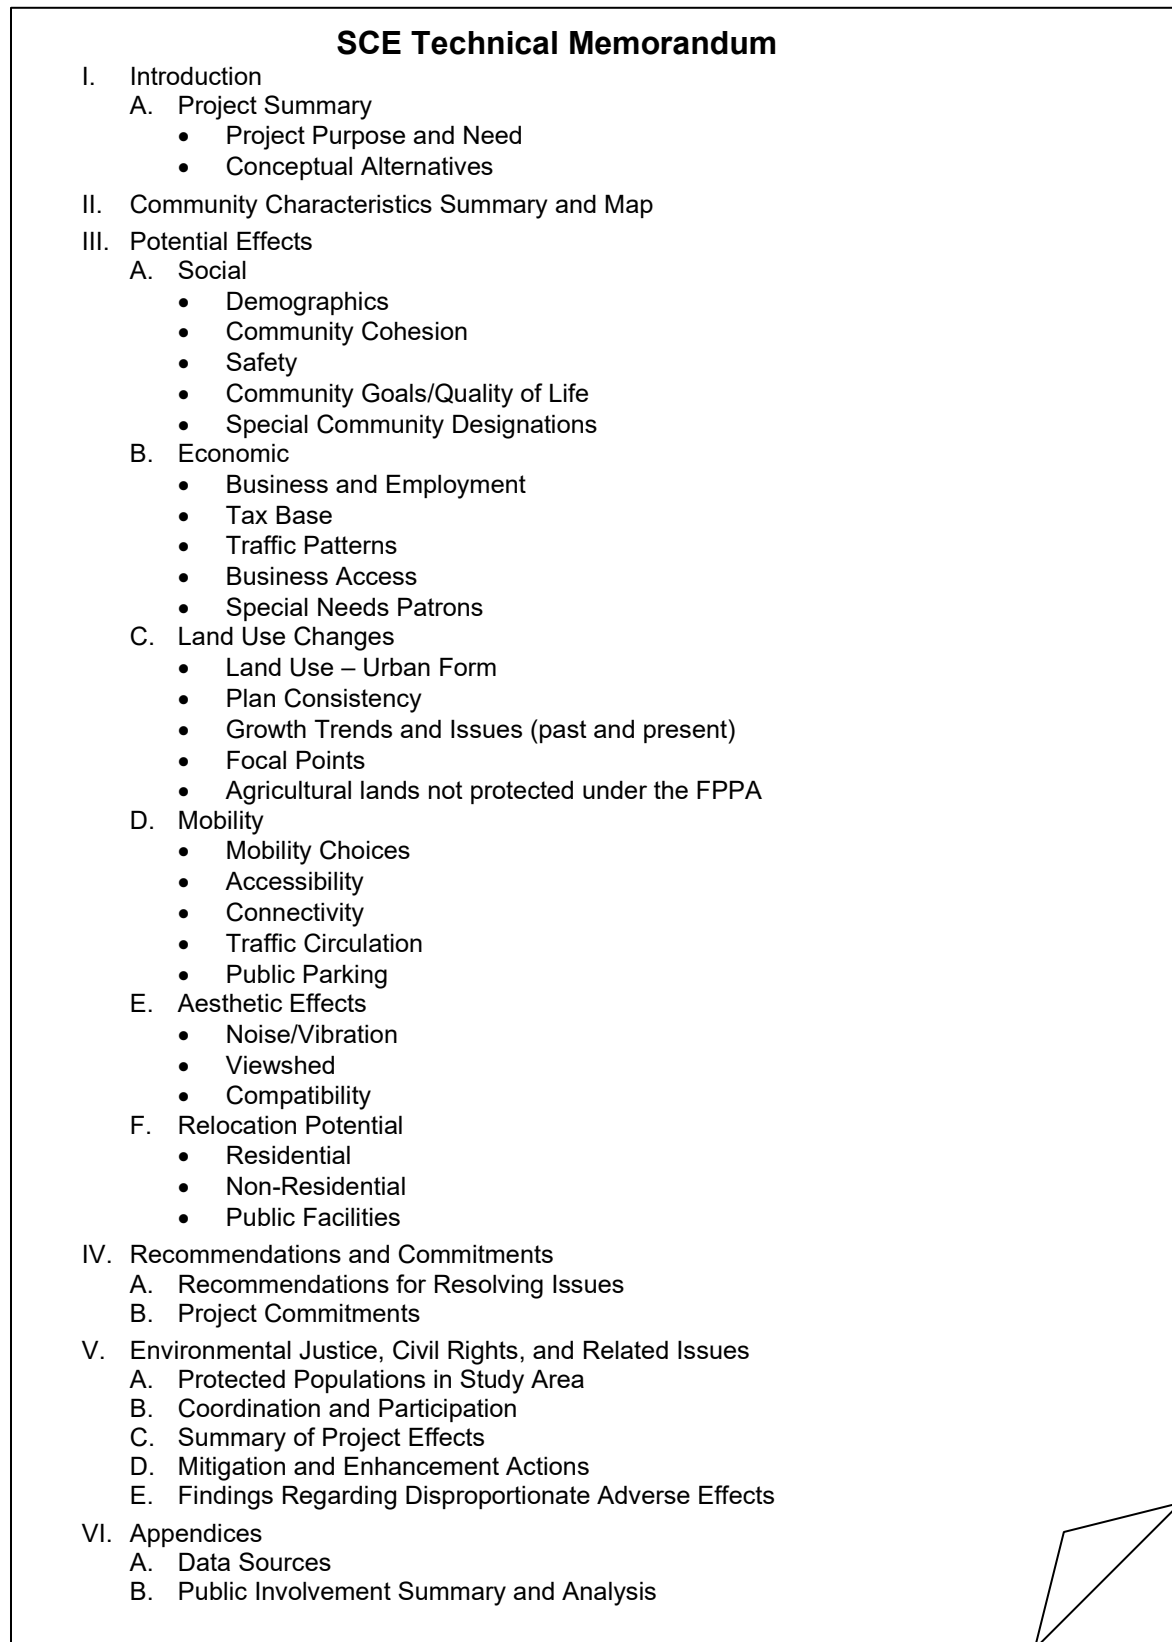 SCE Technical Memorandum
I. Introduction
A. Project Summary
• Project Purpose and Need
• Conceptual Alternatives
II. Community Characteristics Summary and Map
III. Potential Effects
A. Social
• Demographics
• Community Cohesion
• Safety
• Community Goals/Quality of Life
• Special Community Designations
B. Economic
• Business and Employment
• Tax Base
• Traffic Patterns
• Business Access
• Special Needs Patrons
C. Land Use Changes
• Land Use – Urban Form
• Plan Consistency
• Growth Trends and Issues (past and present)
• Focal Points
• Agricultural lands not protected under the FPPA
D. Mobility
• Mobility Choices
• Accessibility
• Connectivity
• Traffic Circulation
• Public Parking
E. Aesthetic Effects
• Noise/Vibration
• Viewshed
• Compatibility
F. Relocation Potential
• Residential
• Non-Residential
• Public Facilities
IV. Recommendations and Commitments
A. Recommendations for Resolving Issues
B. Project Commitments
V. Environmental Justice, Civil Rights, and Related Issues
A. Protected Populations in Study Area
B. Coordination and Participation
C. Summary of Project Effects
D. Mitigation and Enhancement Actions
E. Findings Regarding Disproportionate Adverse Effects
VI. Appendices
A. Data Sources
B. Public Involvement Summary and Analysis